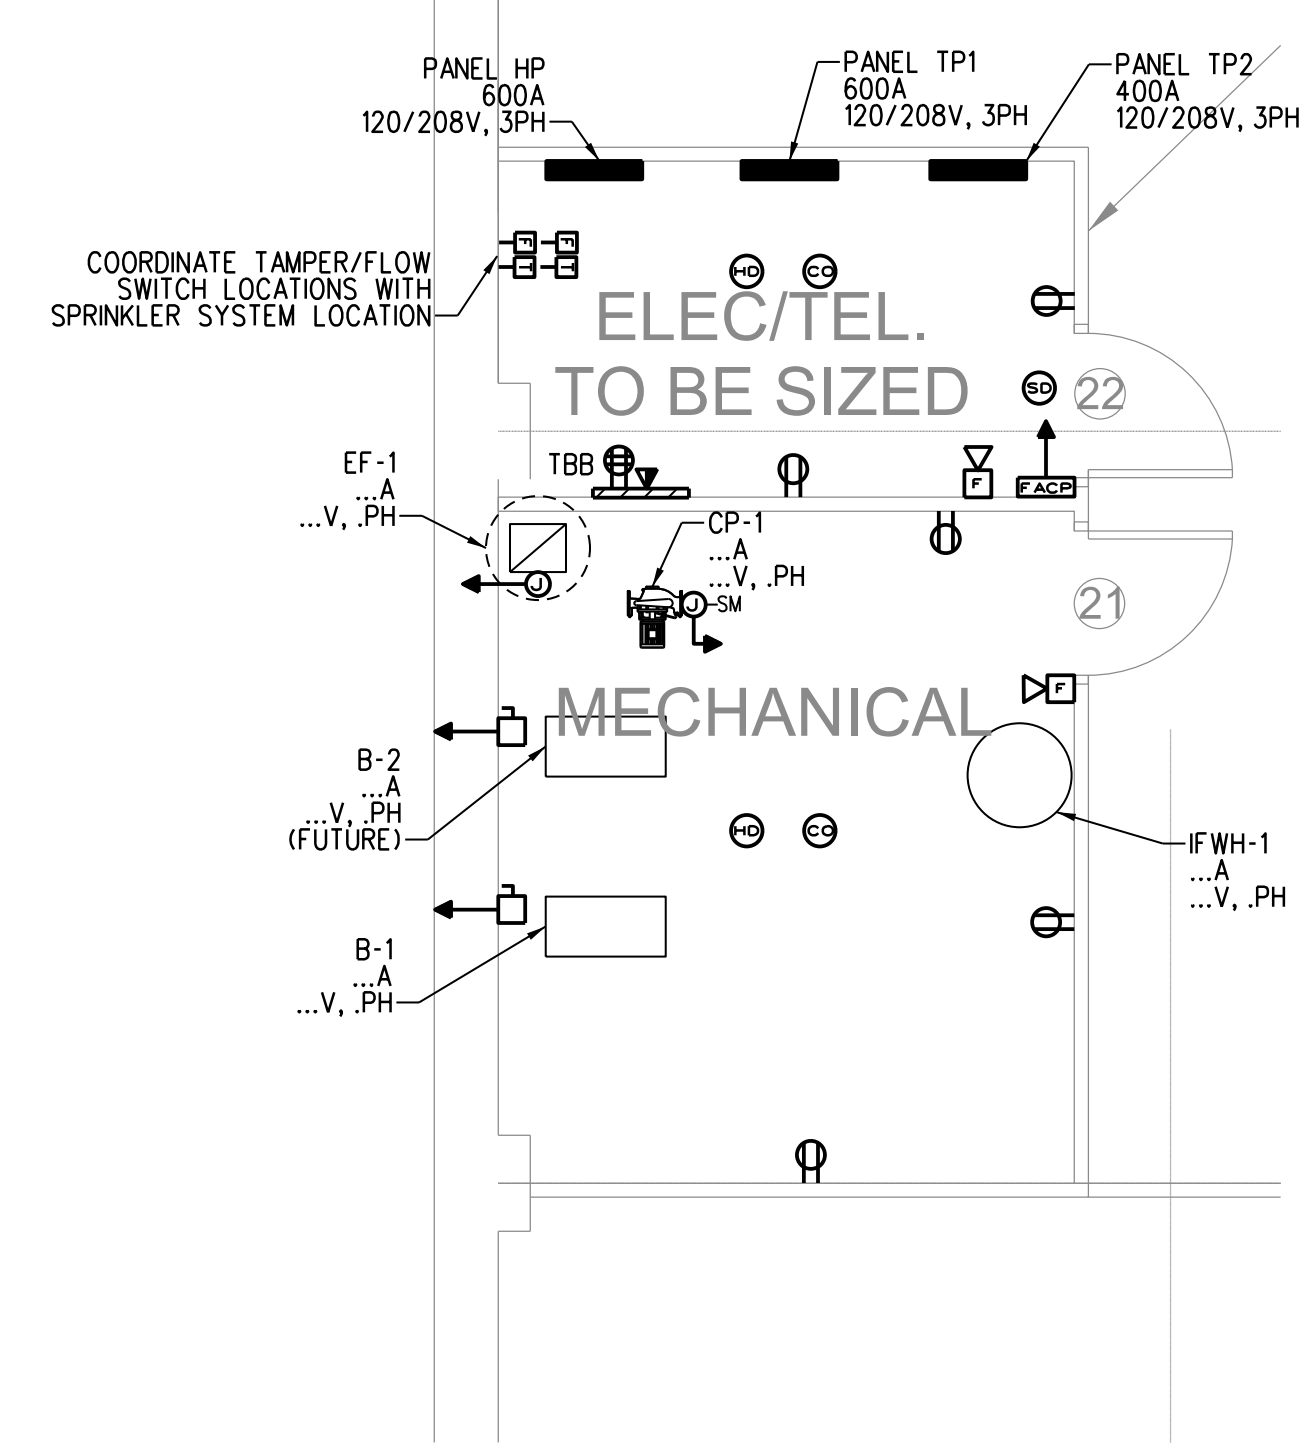 PANEL HP
600A
120/208V, 3PH
PANEL TP1
600A
120/208V, 3PH
PANEL TP2
400A
120/208V, 3PH
COORDINATE TAMPER/FLOW
SWITCH LOCATIONS WITH
SPRINKLER SYSTEM LOCATION
F
F
T
T
HD
CO
ELEC/TEL.
TO BE SIZED
SD
22
EF-1
...A
...V, .PH
TBB
F
FACP
J
CP-1
...A
...V, .PH
J
SM
21
F
MECHANICAL
B-2
...A
...V, .PH
(FUTURE)
HD
CO
IFWH-1
...A
...V, .PH
B-1
...A
...V, .PH